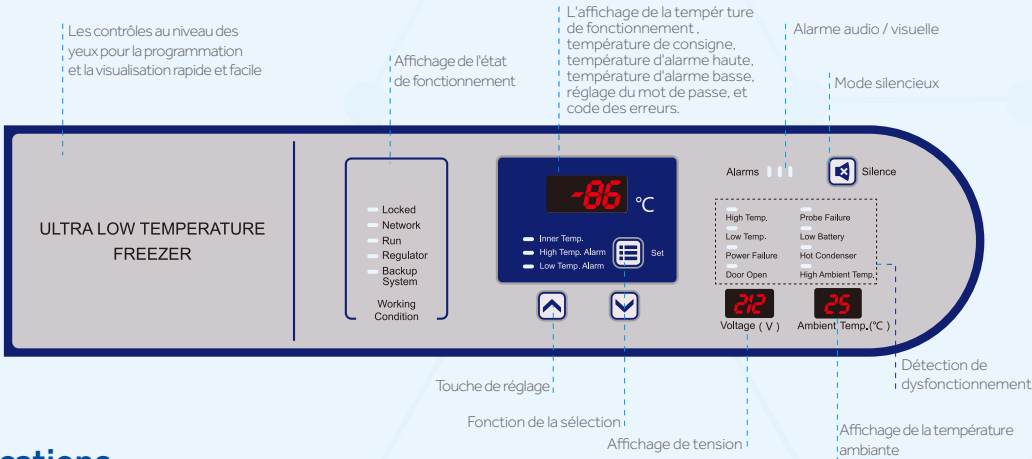 Les contrôles au niveau des
yeux pour la programmation
et la visualisation rapide et facile
Affichage de l'état
de fonctionnement
L'affichage de la tempér ture
de fonctionnement ,
température de consigne,
température d'alarme haute,
température d'alarme basse,
réglage du mot de passe, et
code des erreurs.
Alarme audio / visuelle
Mode silencieux
ULTRA LOW TEMPERATURE
FREEZER
Locked
Network
Run
Regulator
Backup
System
Working
Condition
-86 °C
Inner Temp.
High Temp. Alarm
Low Temp. Alarm
Set
Alarms
Silence
High Temp.
Probe Failure
Low Temp.
Low Battery
Power Failure
Hot Condenser
Door Open
High Ambient Temp.
212
25
Voltage ( V )
Ambient Temp.(℃ )
Touche de réglage
Fonction de la sélection
Affichage de tension
Détection de
dysfonctionnement
Affichage de la température
ambiante